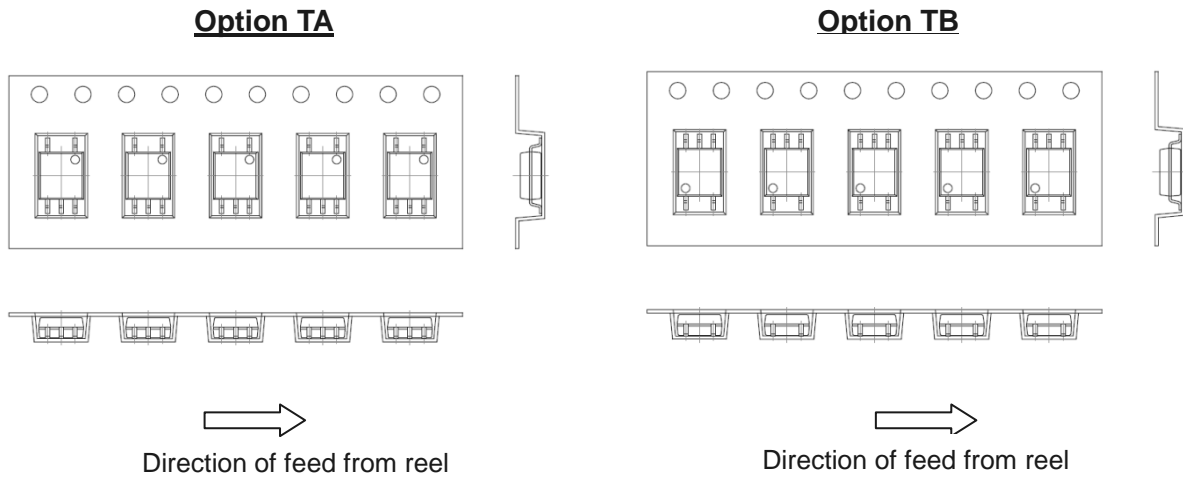 Option TA
Option TB
Direction of feed from reel
Direction of feed from reel